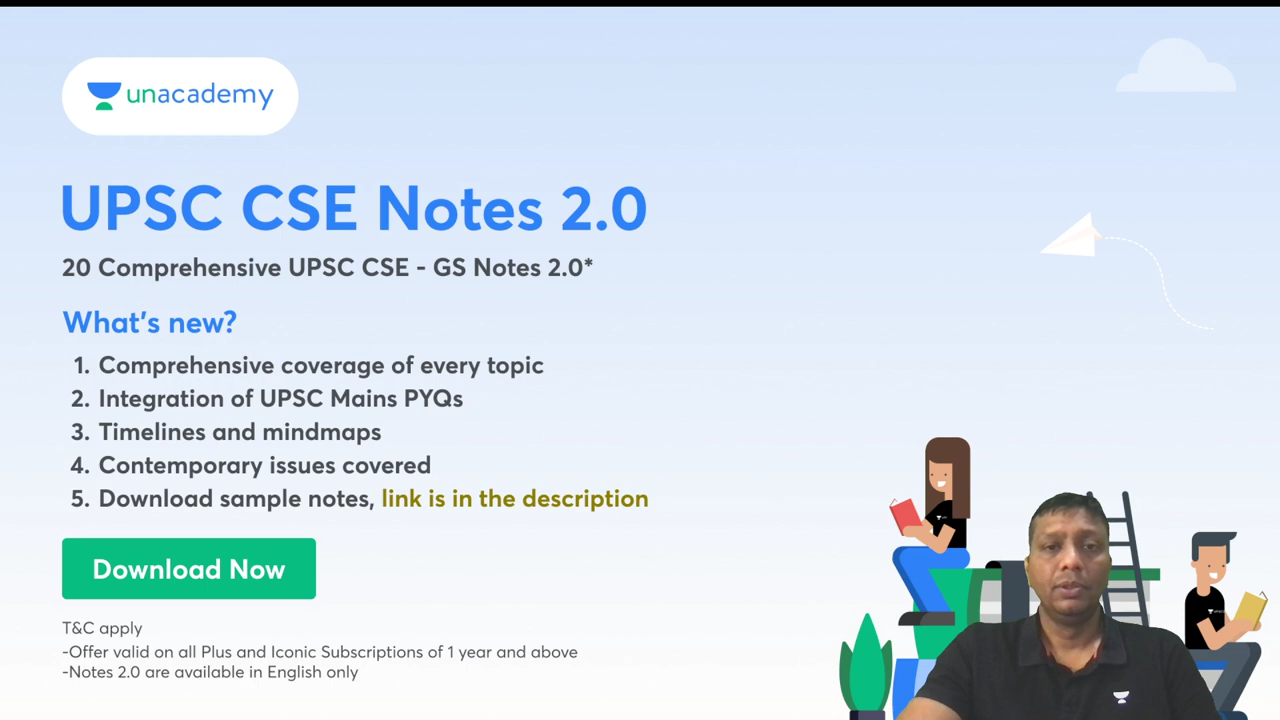 unacademy
UPSC CSE Notes 2.0
20 Comprehensive UPSC CSE - GS Notes 2.0*
What's new?
1. Comprehensive coverage of every topic
2. Integration of UPSC Mains PYQs
3. Timelines and mindmaps
4. Contemporary issues covered
5. Download sample notes, link is in the description
Download Now
T&C apply
-Offer valid on all Plus and Iconic Subscriptions of 1 year and above
-Notes 2.0 are available in English only